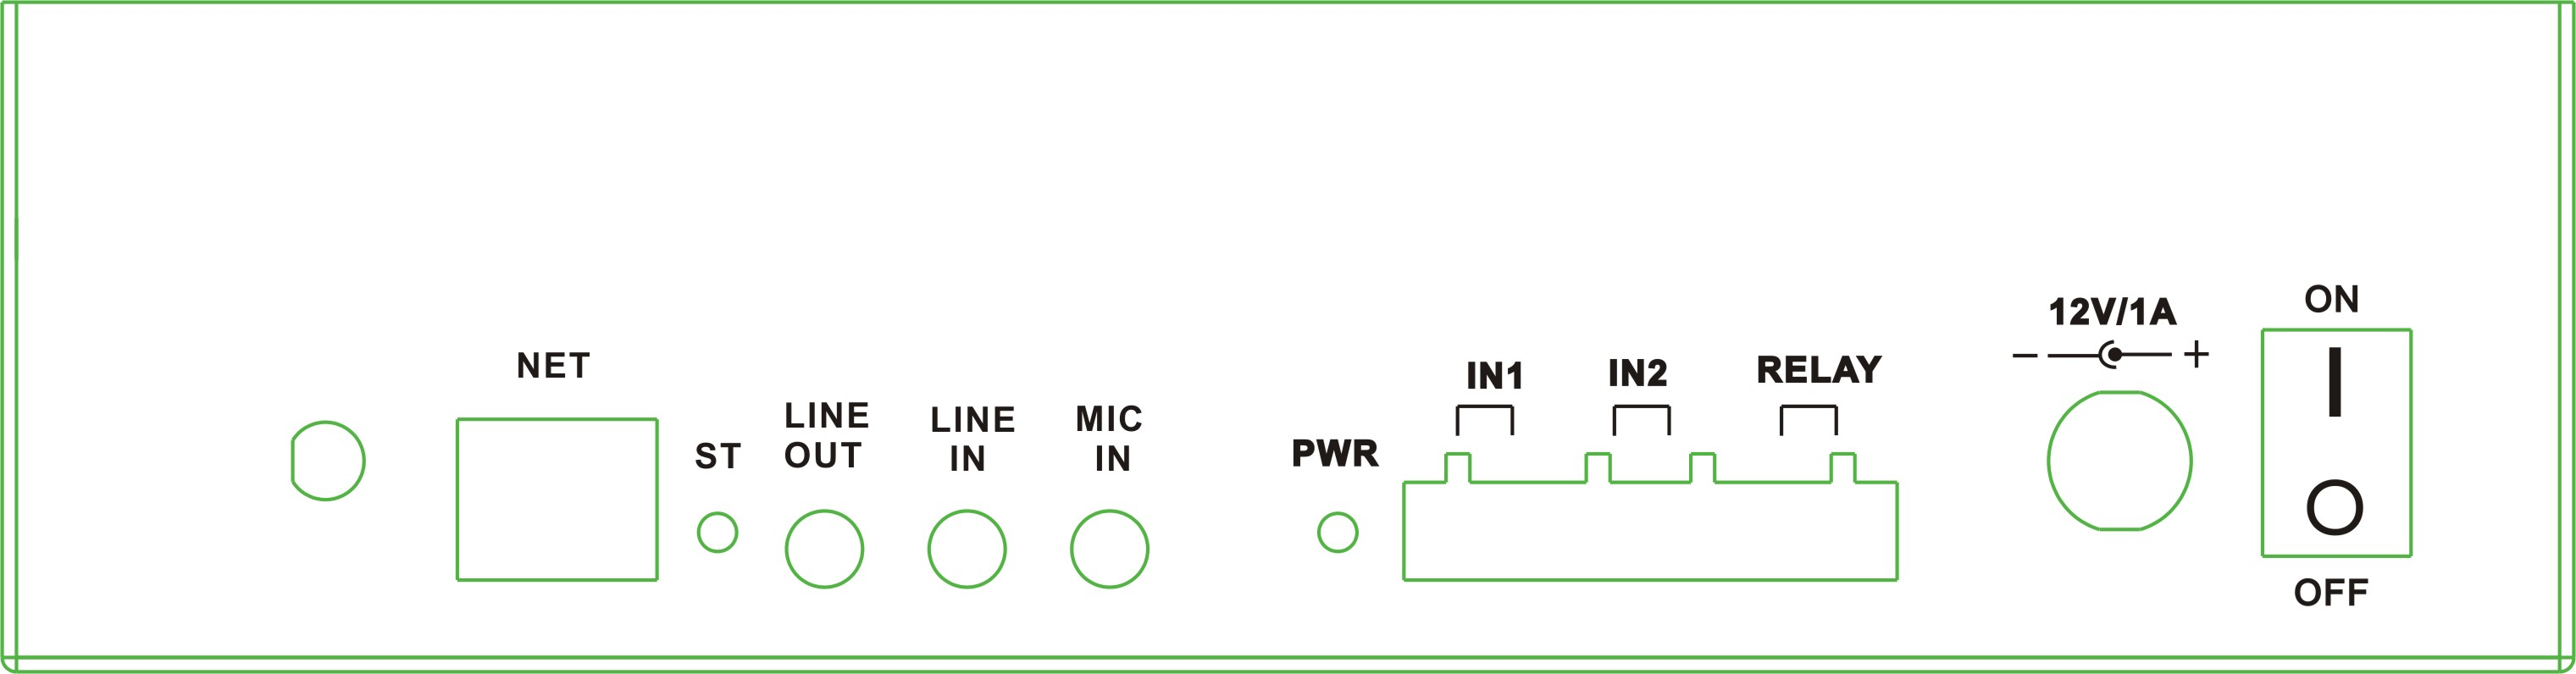 NET
ST
LINE
OUT
LINE
IN
MIC
IN
PWR
IN1
IN2
RELAY
12V/1A
− +
ON
OFF